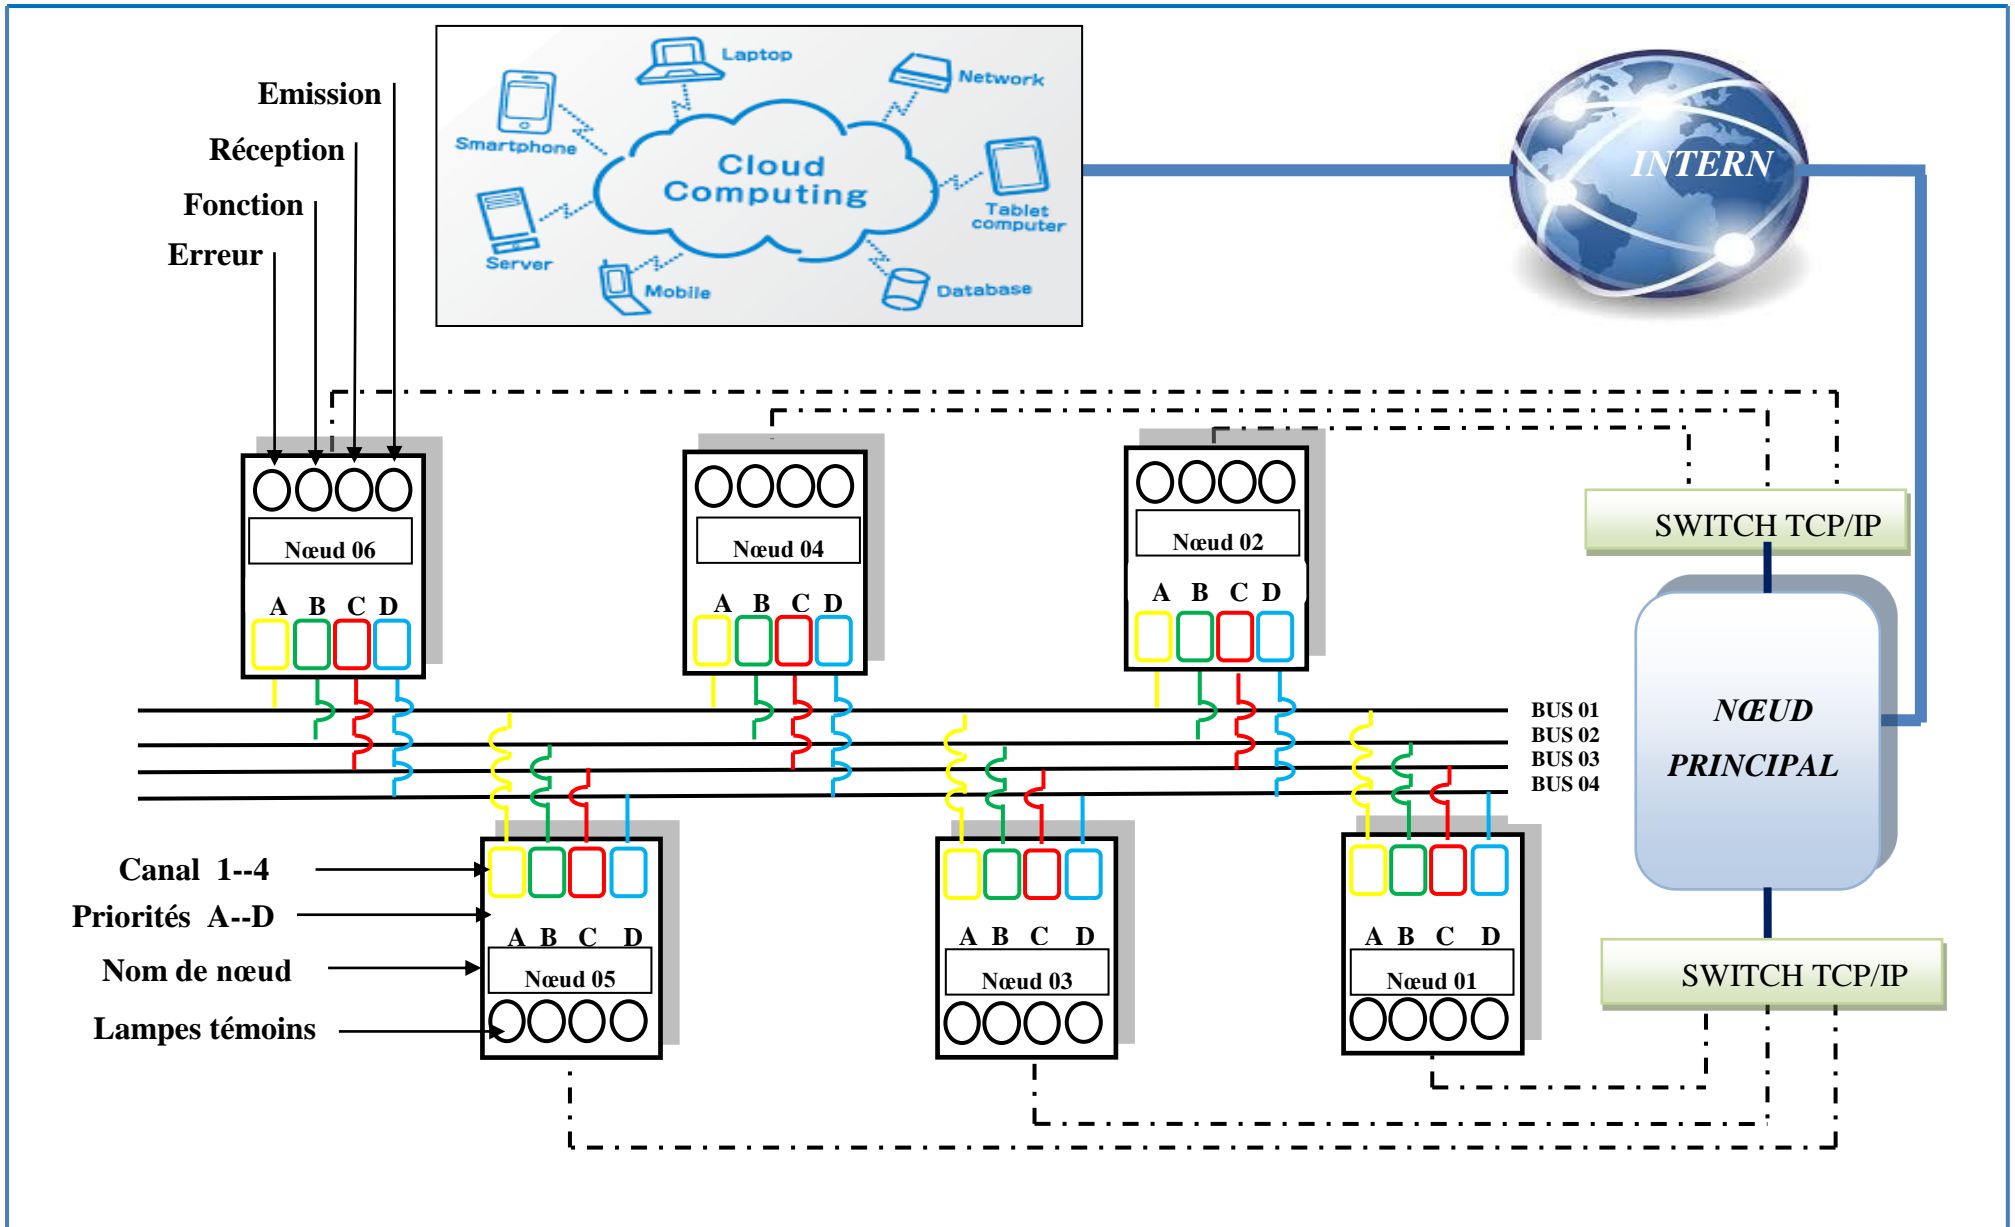 Emission
Réception
Fonction
Erreur
Laptop
Network
Smartphone
Cloud
Computing
Tablet
computer
Server
Mobile
Database
INTERN
Nœud 06
A B C D
Nœud 04
A B C D
Nœud 02
A B C D
SWITCH TCP/IP
NŒUD
PRINCIPAL
BUS 01
BUS 02
BUS 03
BUS 04
Canal 1--4
Priorités A--D
Nom de nœud
Lampes témoins
A B C D
Nœud 05
A B C D
Nœud 03
A B C D
Nœud 01
SWITCH TCP/IP